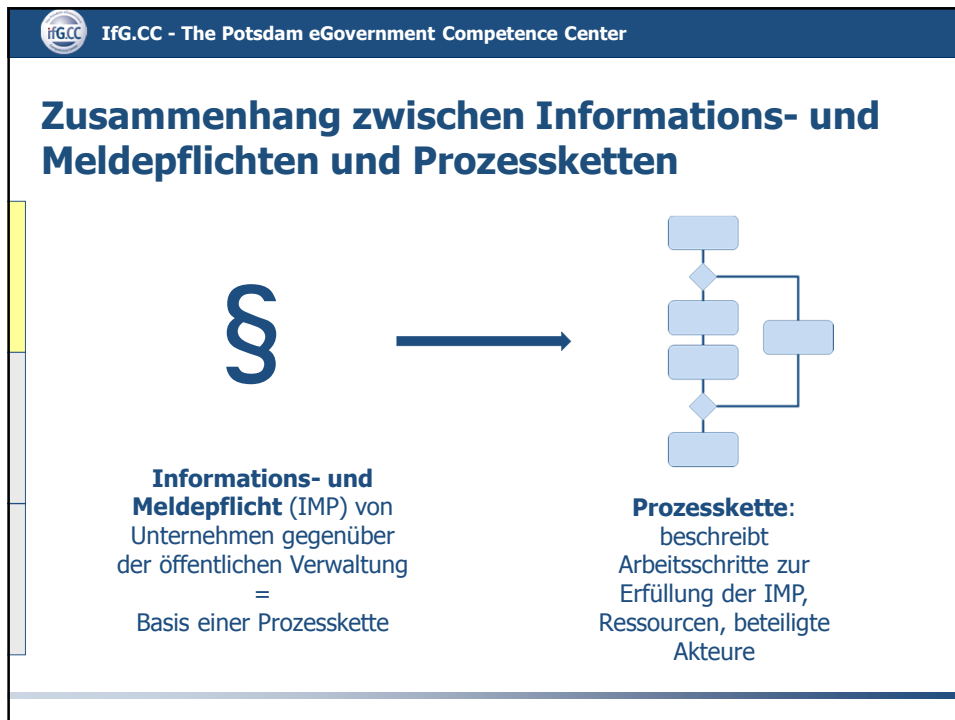 ifG.CC
IfG.CC - The Potsdam eGovernment Competence Center
Zusammenhang zwischen Informations- und
Meldepflichten und Prozessketten
§
Informations- und
Meldepflicht (IMP) von
Unternehmen gegenüber
der öffentlichen Verwaltung
=
Basis einer Prozesskette
Prozesskette:
beschreibt
Arbeitsschritte zur
Erfüllung der IMP,
Ressourcen, beteiligte
Akteure